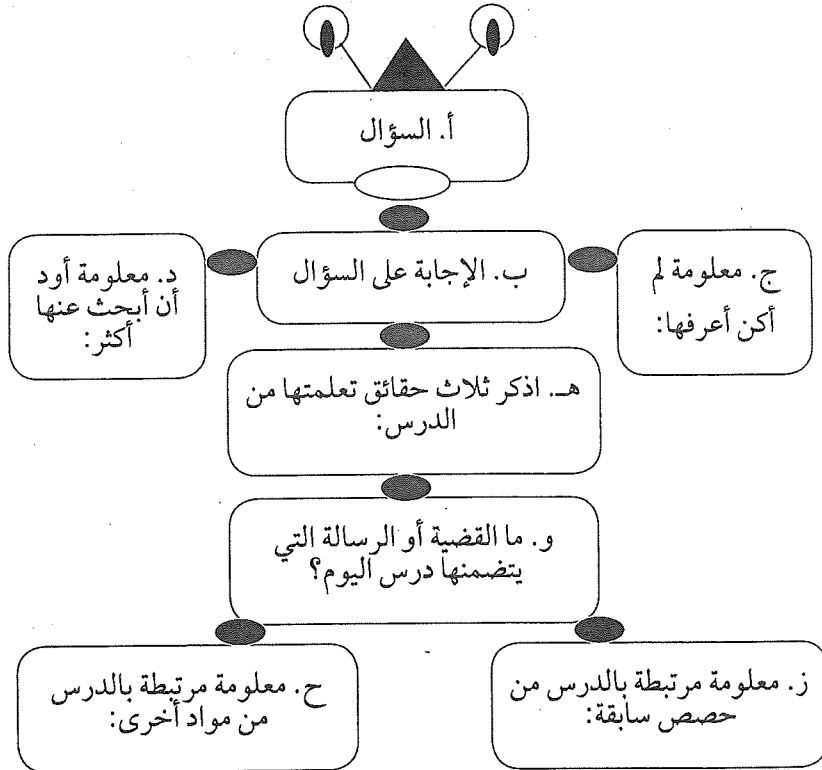 أ. السؤال
ب. الإجابة على السؤال
ج. معلومة لم
أكن أعرفها:
د. معلومة أود
أن أبحث عنها
أكثر:
هـ. اذكر ثلاث حقائق تعلمتها من
الدرس:
و. ما القضية أو الرسالة التي
يتضمنها درس اليوم؟
ز. معلومة مرتبطة بالدرس من
حصص سابقة:
ح. معلومة مرتبطة بالدرس
من مواد أخرى: